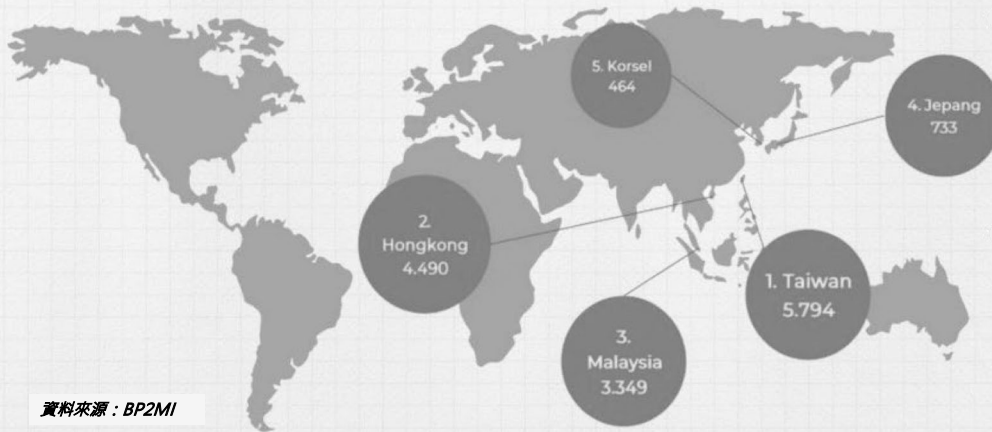 5. Korsel
464
4. Jepang
733
2.
Hongkong
4.490
1. Taiwan
5.794
3.
Malaysia
3.349
資料來源：BP2MI